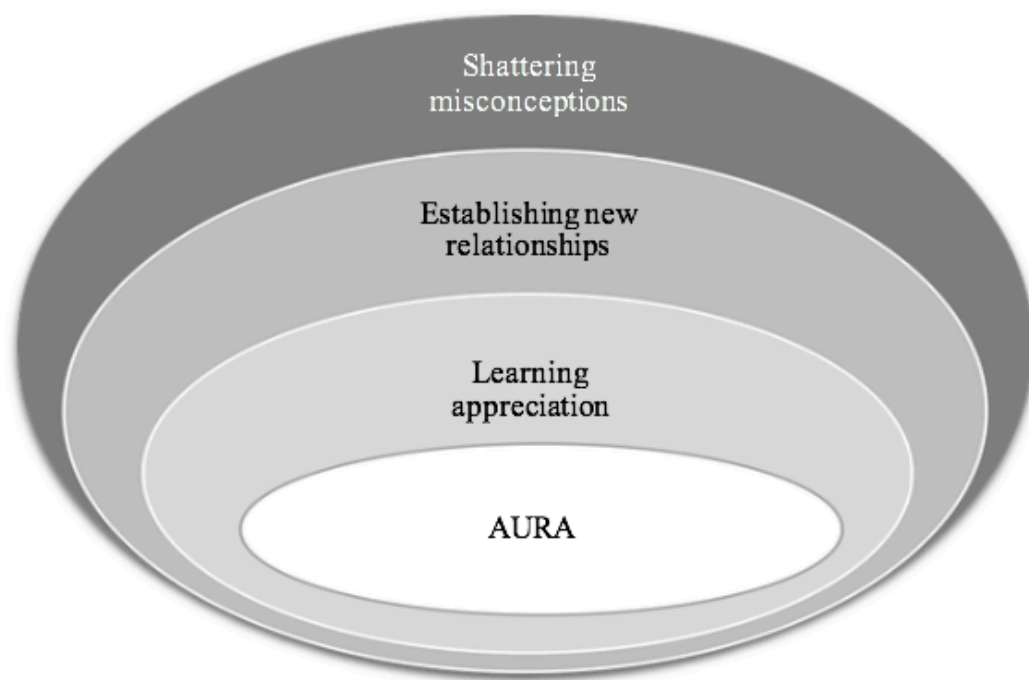 Shattering
misconceptions
Establishing new
relationships
Learning
appreciation
AURA